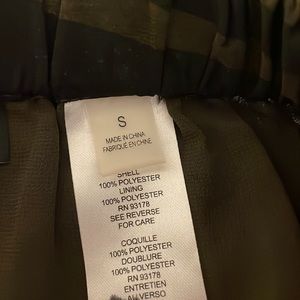 S
MADE IN CHINA
FABRIQUE EN CHINE
SHELL
100% POLYESTER
LINING
100% POLYESTER
RN 93178
SEE REVERSE
FOR CARE
COQUILLE
100% POLYESTER
DOUBLURE
100% POLYESTER
RN 93178
ENTRETIEN
AU VERSO